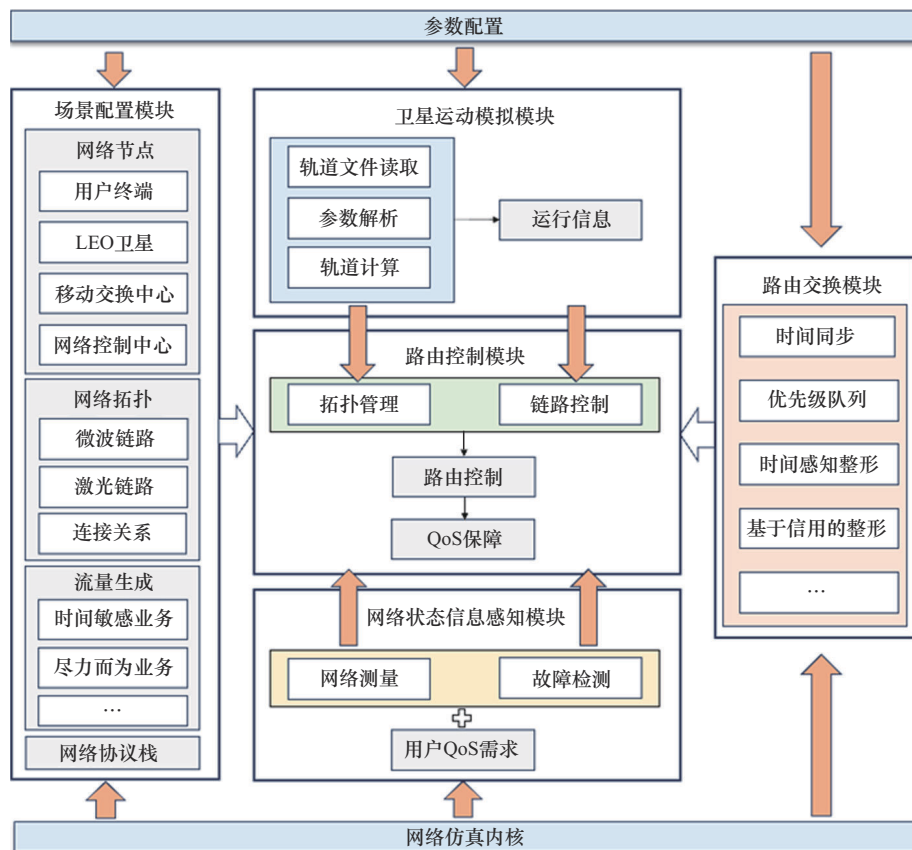 参数配置
场景配置模块
网络节点
用户终端
LEO卫星
移动交换中心
网络控制中心
网络拓扑
微波链路
激光链路
连接关系
流量生成
时间敏感业务
尽力而为业务
…
网络协议栈
卫星运动模拟模块
轨道文件读取
参数解析
轨道计算
运行信息
路由控制模块
拓扑管理
链路控制
路由控制
QoS保障
网络状态信息感知模块
网络测量
故障检测
用户QoS需求
路由交换模块
时间同步
优先级队列
时间感知整形
基于信用的整形
…
网络仿真内核